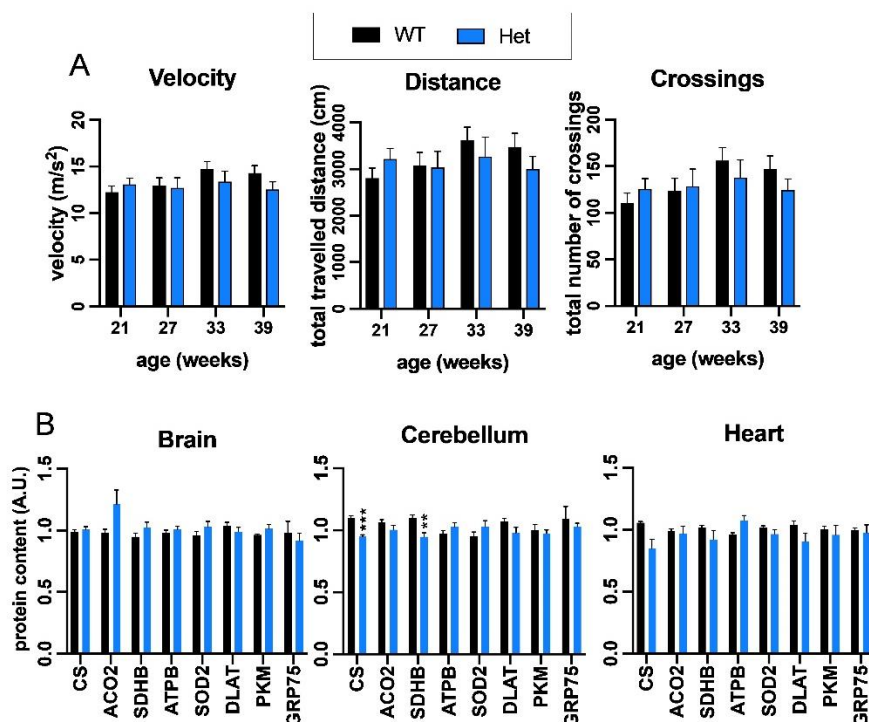 WT Het
A
Velocity Distance Crossings
velocity (m/s²)
20
15
10
5
0
21 27 33 39
age (weeks)
total travelled distance (cm)
4000
3000
2000
1000
0
21 27 33 39
age (weeks)
total number of crossings
200
150
100
50
0
21 27 33 39
age (weeks)
B
Brain Cerebellum Heart
protein content (A.U.)
1.5
1.0
0.5
0.0
CS ACO2 SDHB ATPB SOD2 DLAT PKM GRP75
1.5
1.0
0.5
0.0
*** **
CS ACO2 SDHB ATPB SOD2 DLAT PKM GRP75
1.5
1.0
0.5
0.0
CS ACO2 SDHB ATPB SOD2 DLAT PKM GRP75